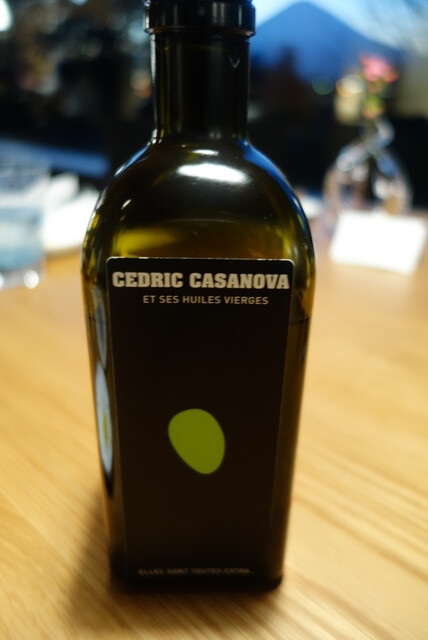 CEDRIC CASANOVA
ET SES HUILES VIERGES
ELLES SONT TOUTES EXTRA